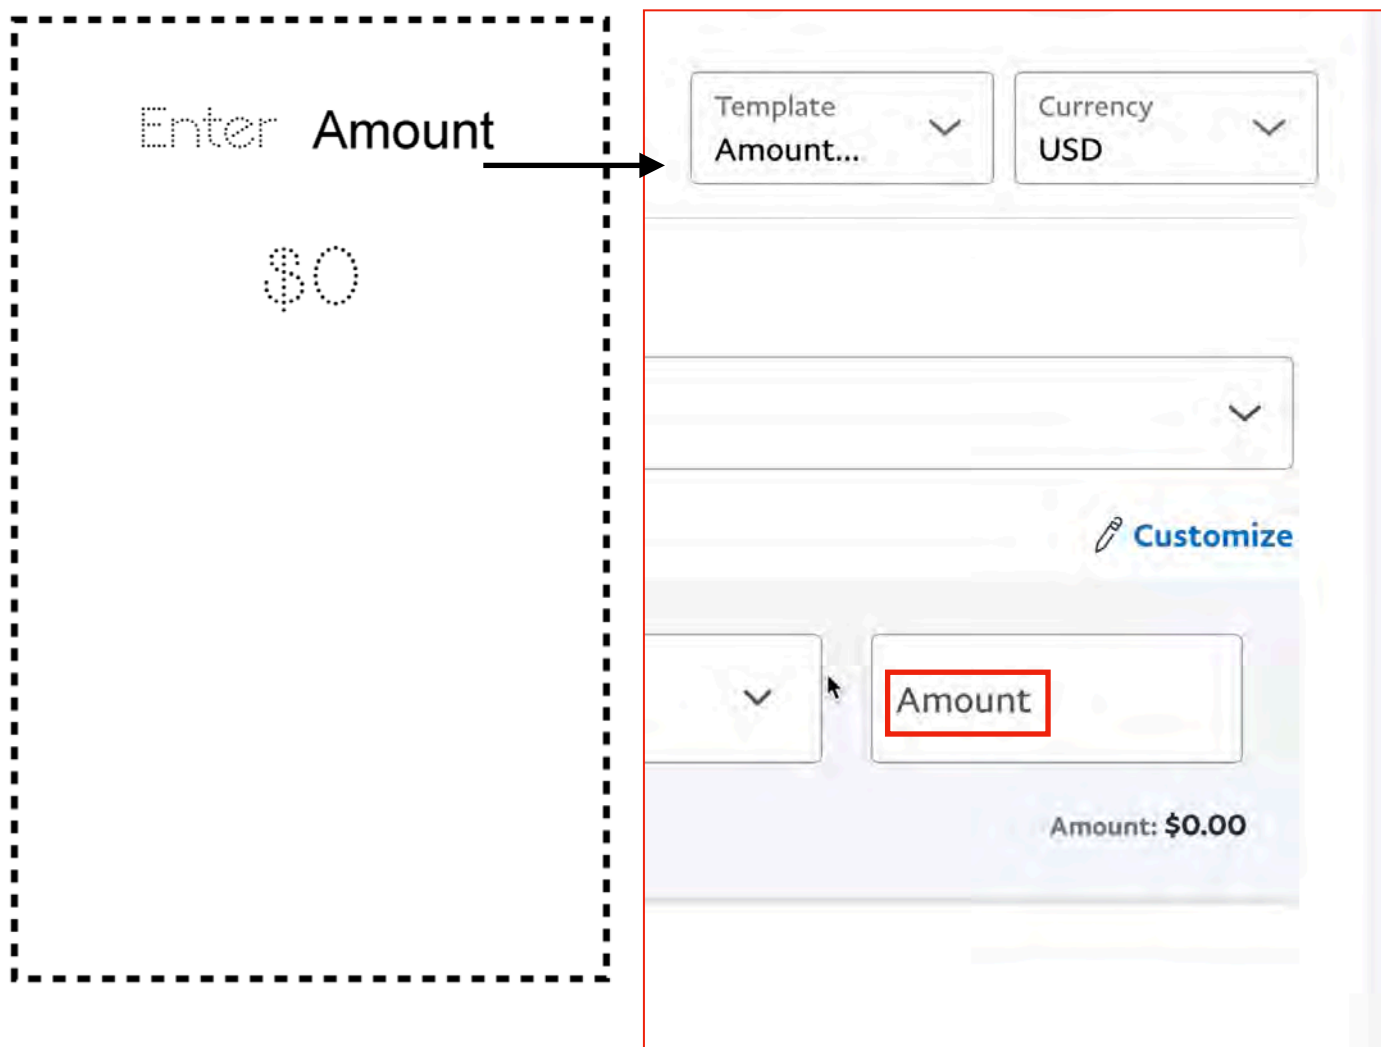 Enter Amount
$0
Template
Amount...
Currency
USD
Customize
Amount
Amount: $0.00